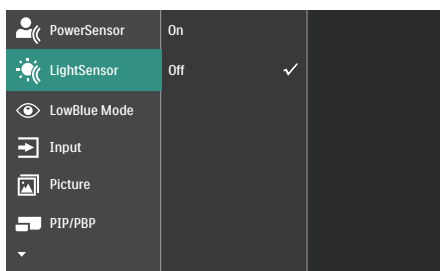 PowerSensor
On
LightSensor
Off
LowBlue Mode
Input
Picture
PIP/PBP